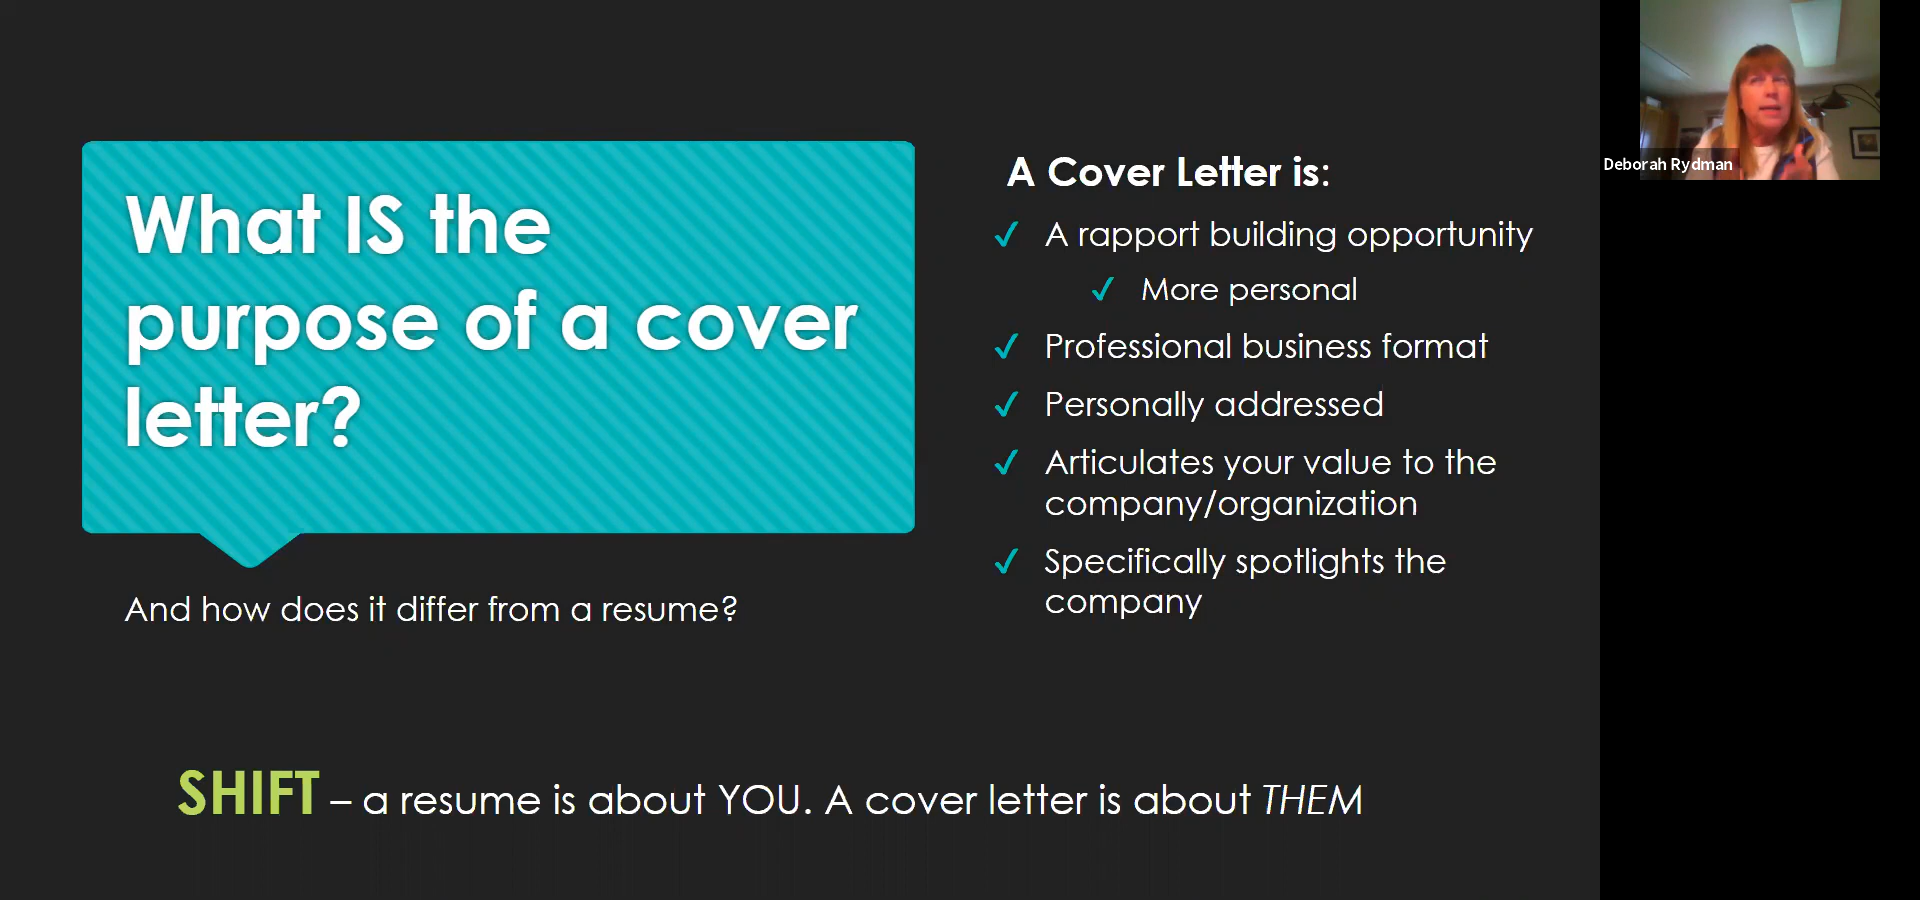 What IS the
purpose of a cover
letter?
And how does it differ from a resume?
A Cover Letter is:
✓ A rapport building opportunity
✓ More personal
✓ Professional business format
✓ Personally addressed
✓ Articulates your value to the
company/organization
✓ Specifically spotlights the
company
SHIFT – a resume is about YOU. A cover letter is about THEM
Deborah Rydman